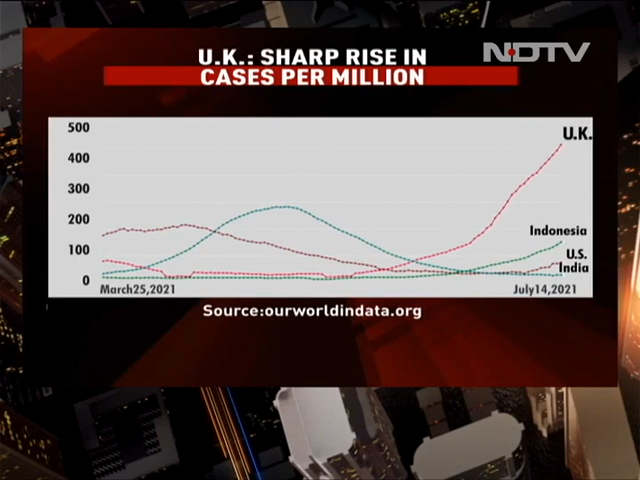 U.K.: SHARP RISE IN
CASES PER MILLION
NDTV
500
400
300
200
100
0
U.K.
Indonesia
U.S.
India
March25,2021
July14,2021
Source:ourworldindata.org